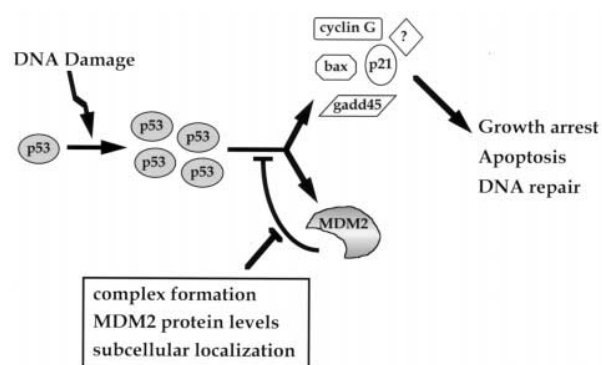 cyclin G
?
DNA Damage
bax
p21
gadd45
p53
p53
p53
p53
p53
Growth arrest
Apoptosis
DNA repair
MDM2
complex formation
MDM2 protein levels
subcellular localization